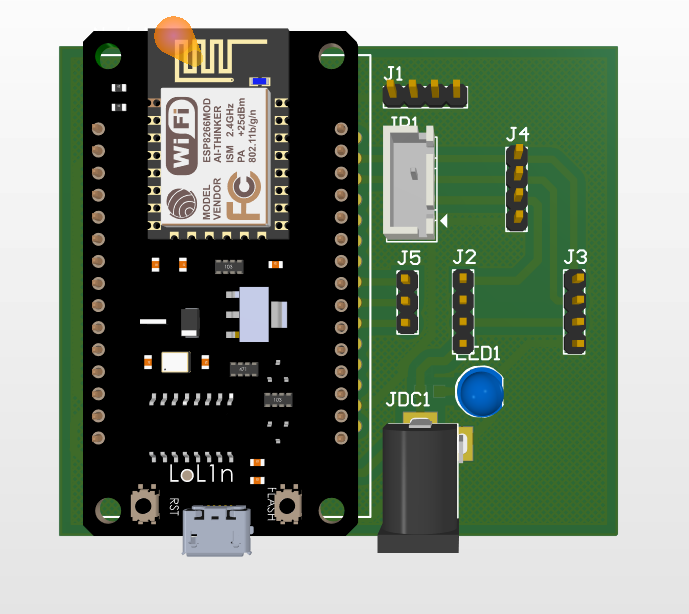 J1
JP1
J4
J5
J2
J3
LED1
JDC1
WiFi
ESP8266MOD
AI-THINKER
ISM 2.4GHz
PA +25dBm
802.11b/g/n
MODEL
VENDOR
FC
103
471
103
LoL1n
RST
FLASH